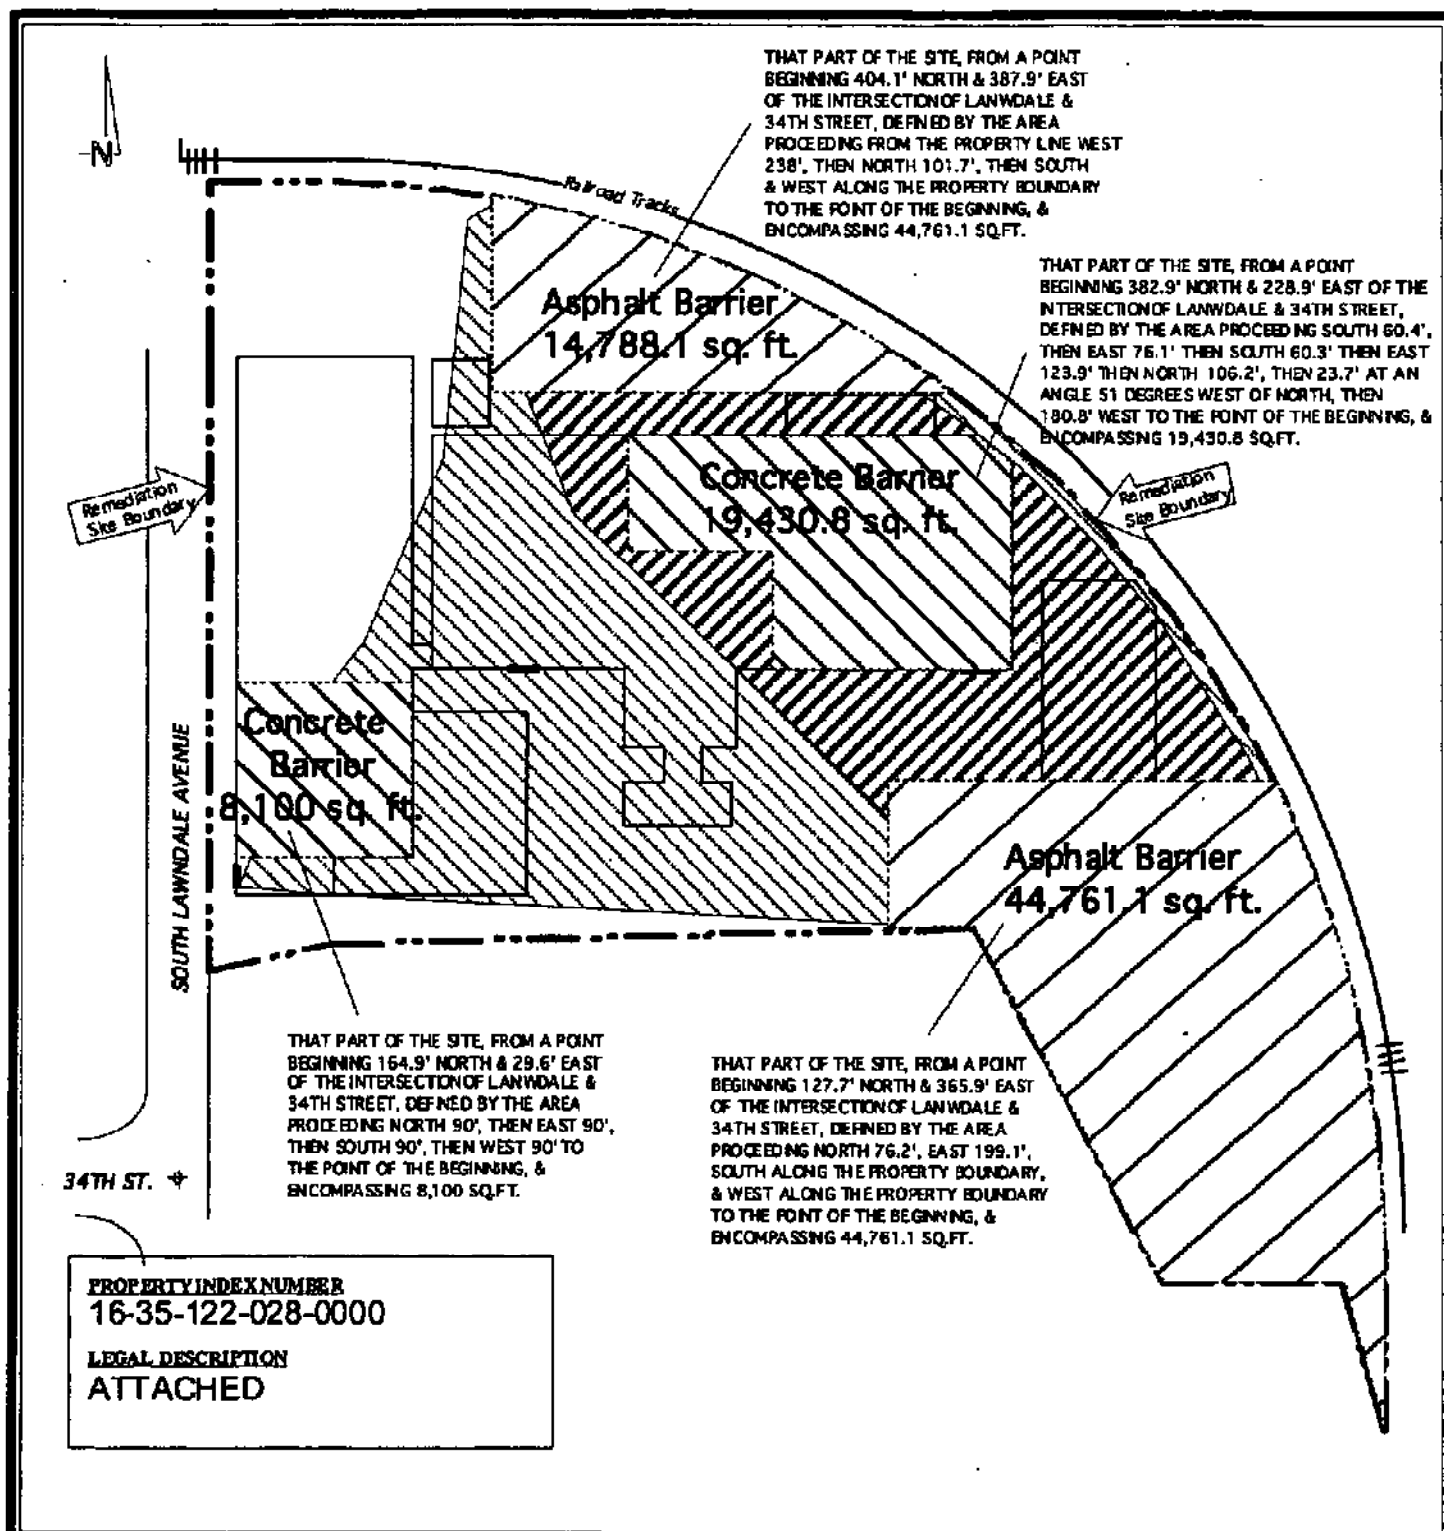 THAT PART OF THE SITE, FROM A POINT
BEGINNING 404.1' NORTH & 387.9' EAST
OF THE INTERSECTION OF LANWDALE &
34TH STREET, DEFINED BY THE AREA
PROCEEDING FROM THE PROPERTY LINE WEST
238', THEN NORTH 101.7', THEN SOUTH
& WEST ALONG THE PROPERTY BOUNDARY
TO THE POINT OF THE BEGINNING, &
ENCOMPASSING 44,761.1 SQ.FT.
N
Railroad Tracks
THAT PART OF THE SITE, FROM A POINT
BEGINNING 382.9' NORTH & 228.9' EAST OF THE
INTERSECTION OF LANWDALE & 34TH STREET,
DEFINED BY THE AREA PROCEEDING SOUTH 60.4',
THEN EAST 76.1' THEN SOUTH 60.3' THEN EAST
123.9' THEN NORTH 106.2', THEN 23.7' AT AN
ANGLE 51 DEGREES WEST OF NORTH, THEN
180.8' WEST TO THE POINT OF THE BEGINNING, &
ENCOMPASSING 19,430.8 SQ.FT.
Asphalt Barrier
14,788.1 sq. ft.
Concrete Barrier
19,430.8 sq. ft.
Remediation
Site Boundary
Remediation
Site Boundary
SOUTH LAWNDALE AVENUE
Concrete
Barrier
8,100 sq. ft.
Asphalt Barrier
44,761.1 sq. ft.
THAT PART OF THE SITE, FROM A POINT
BEGINNING 164.9' NORTH & 29.6' EAST
OF THE INTERSECTION OF LANWDALE &
34TH STREET, DEFINED BY THE AREA
PROCEEDING NORTH 90', THEN EAST 90',
THEN SOUTH 90', THEN WEST 90' TO
THE POINT OF THE BEGINNING, &
ENCOMPASSING 8,100 SQ.FT.
THAT PART OF THE SITE, FROM A POINT
BEGINNING 127.7' NORTH & 365.9' EAST
OF THE INTERSECTION OF LANWDALE &
34TH STREET, DEFINED BY THE AREA
PROCEEDING NORTH 76.2', EAST 199.1',
SOUTH ALONG THE PROPERTY BOUNDARY,
& WEST ALONG THE PROPERTY BOUNDARY
TO THE POINT OF THE BEGINNING, &
ENCOMPASSING 44,761.1 SQ.FT.
34TH ST.
PROPERTY INDEX NUMBER
16-35-122-028-0000
LEGAL DESCRIPTION
ATTACHED